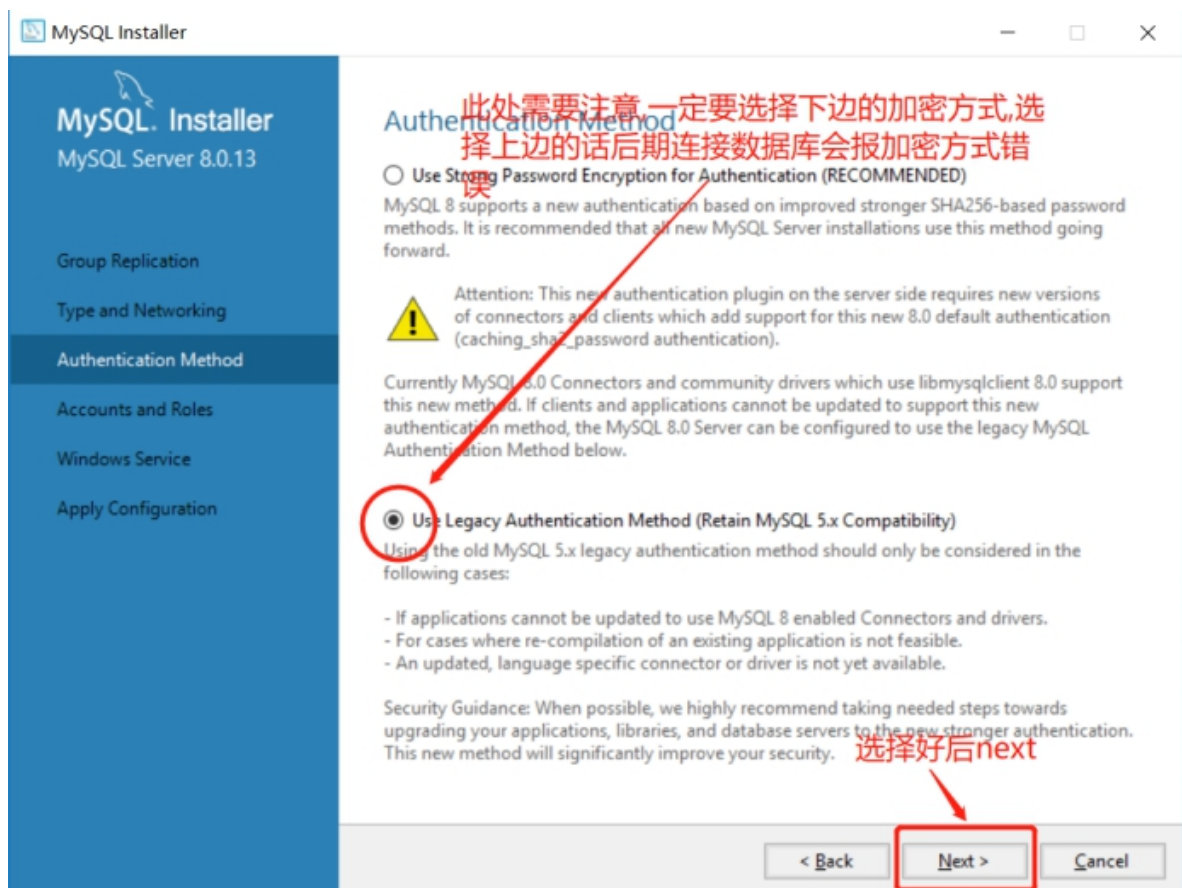 MySQL Installer
MySQL. Installer
MySQL Server 8.0.13
Group Replication
Type and Networking
Authentication Method
Accounts and Roles
Windows Service
Apply Configuration
Authentication Method
此处需要注意,一定要选择下边的加密方式,选
择上边的话后期连接数据库会报加密方式错
误
Use Strong Password Encryption for Authentication (RECOMMENDED)
MySQL 8 supports a new authentication based on improved stronger SHA256-based password
methods. It is recommended that all new MySQL Server installations use this method going
forward.
Attention: This new authentication plugin on the server side requires new versions
of connectors and clients which add support for this new 8.0 default authentication
(caching_sha2_password authentication).
Currently MySQL 8.0 Connectors and community drivers which use libmysqlclient 8.0 support
this new method. If clients and applications cannot be updated to support this new
authentication method, the MySQL 8.0 Server can be configured to use the legacy MySQL
Authentication Method below.
Use Legacy Authentication Method (Retain MySQL 5.x Compatibility)
Using the old MySQL 5.x legacy authentication method should only be considered in the
following cases:
- If applications cannot be updated to use MySQL 8 enabled Connectors and drivers.
- For cases where re-compilation of an existing application is not feasible.
- An updated, language specific connector or driver is not yet available.
Security Guidance: When possible, we highly recommend taking needed steps towards
upgrading your applications, libraries, and database servers to the new stronger authentication.
This new method will significantly improve your security.
选择好后next
< Back
Next >
Cancel